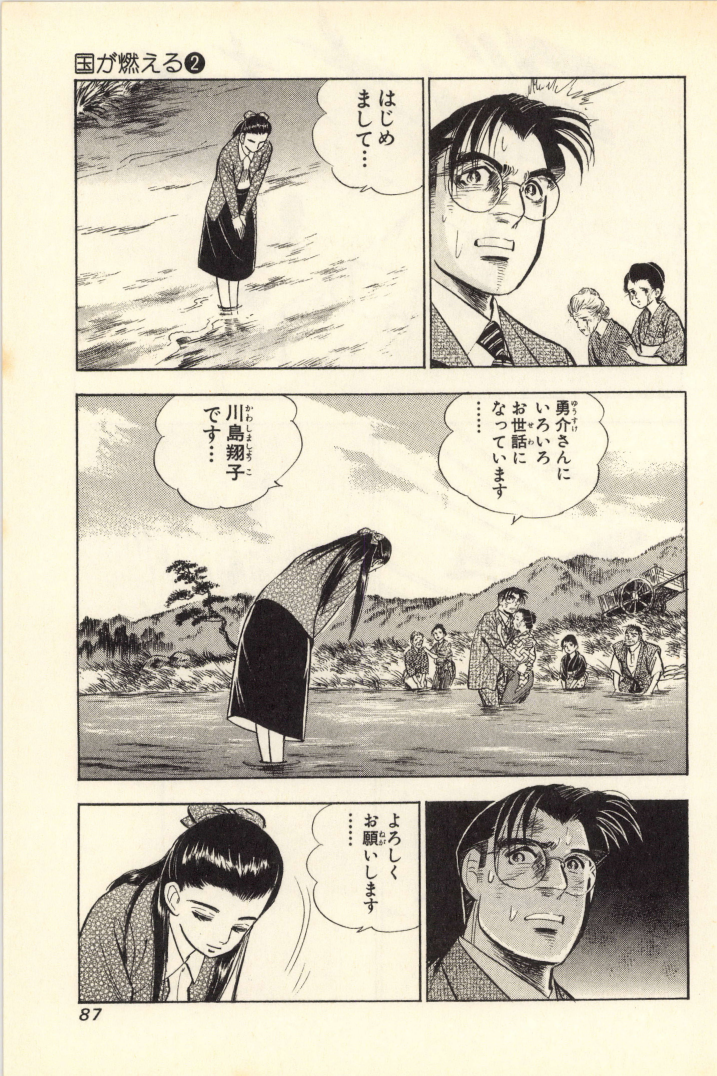 国が燃える❷
はじめ
まして…
勇介さんに
いろいろ
お世話に
なっています
……
川島翔子
です…
よろしく
お願いします
……
87